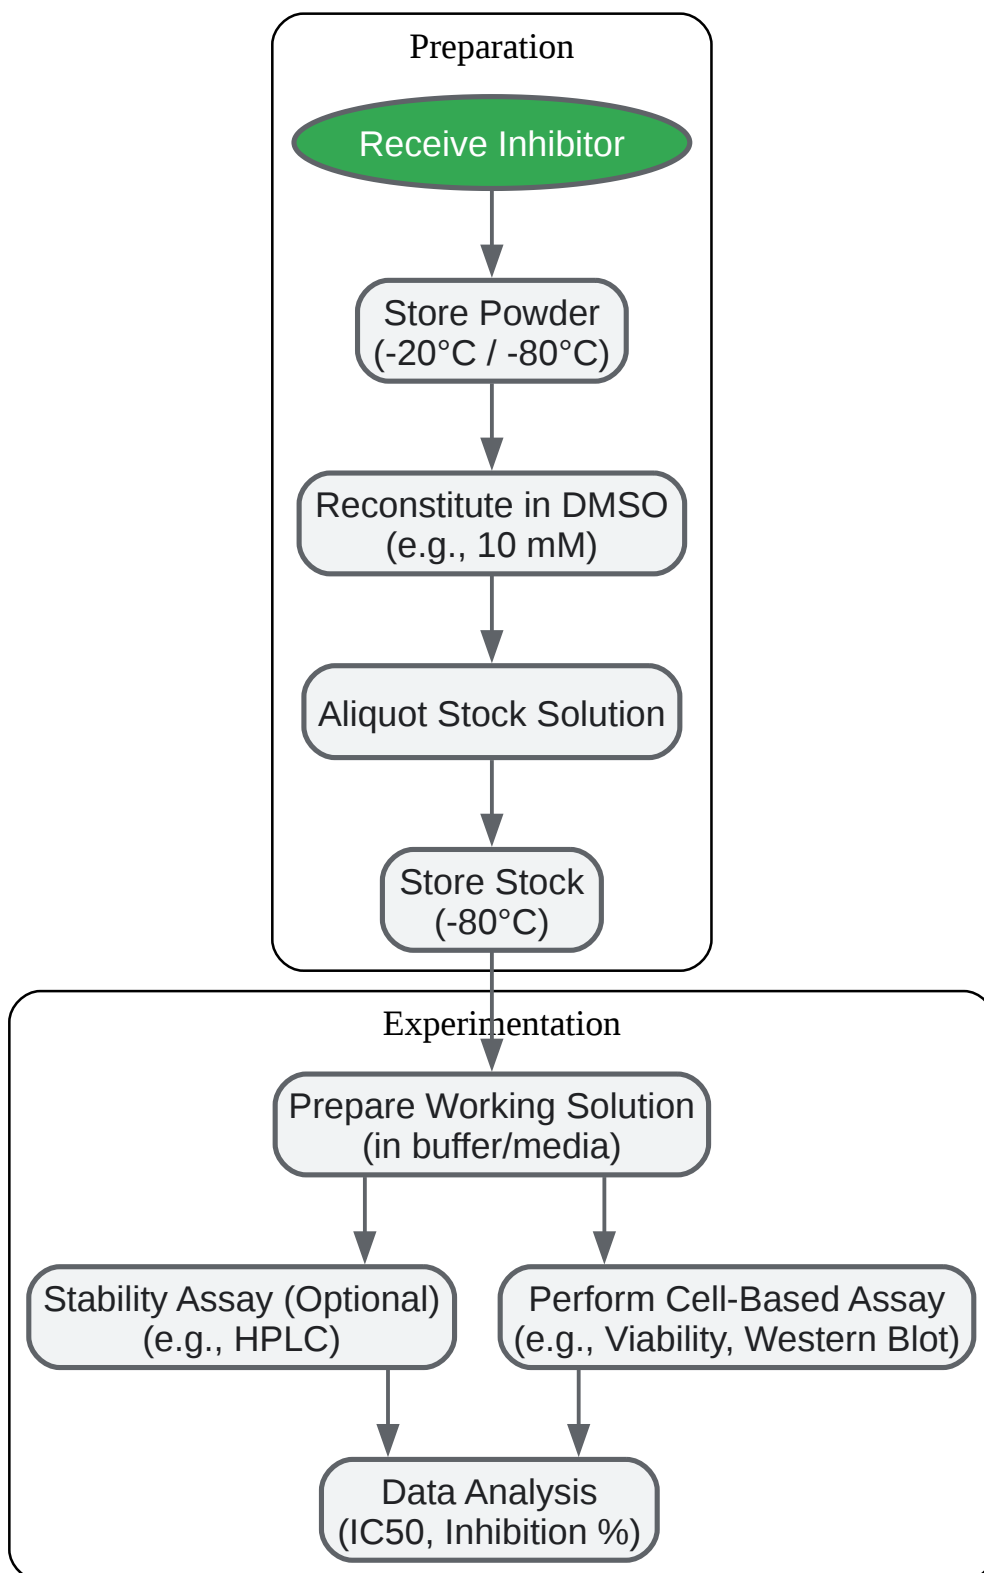 Preparation
Receive Inhibitor
Store Powder
(-20°C / -80°C)
Reconstitute in DMSO
(e.g., 10 mM)
Aliquot Stock Solution
Store Stock
(-80°C)
Experimentation
Prepare Working Solution
(in buffer/media)
Stability Assay (Optional)
(e.g., HPLC)
Perform Cell-Based Assay
(e.g., Viability, Western Blot)
Data Analysis
(IC50, Inhibition %)